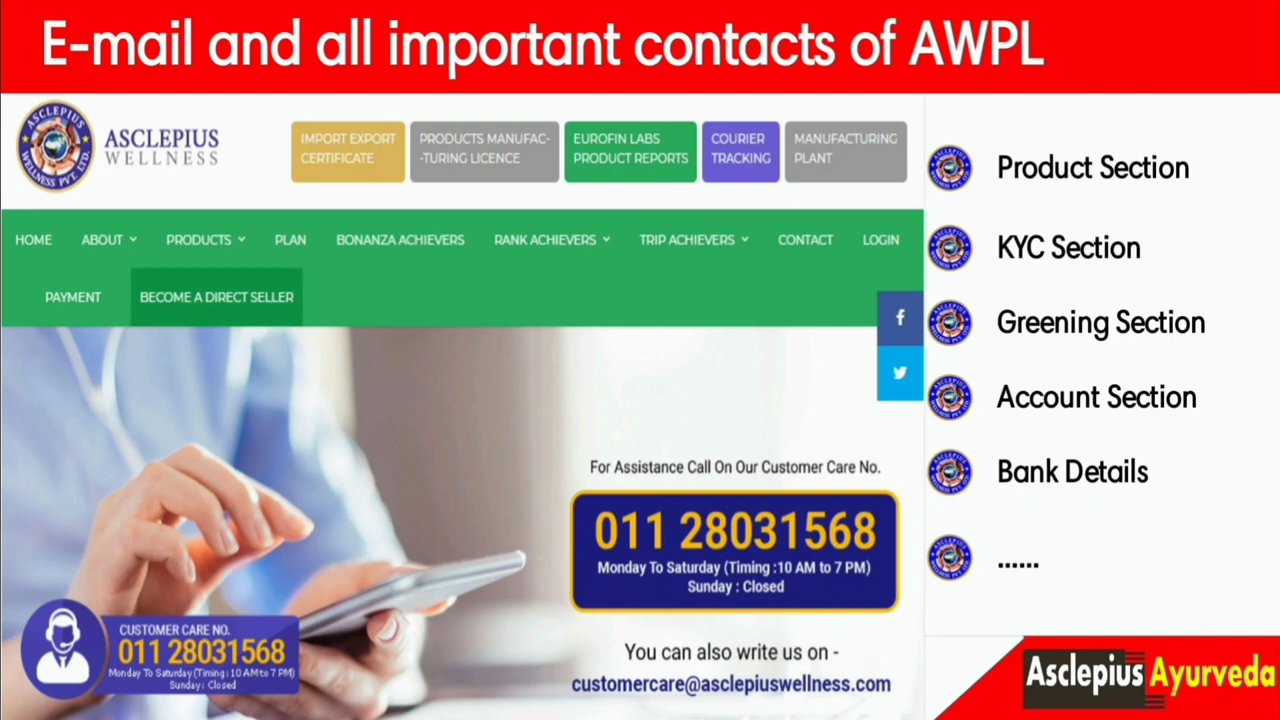 E-mail and all important contacts of AWPL
ASCLEPIUS
WELLNESS PVT. LTD.
ASCLEPIUS
WELLNESS
IMPORT EXPORT
CERTIFICATE
PRODUCTS MANUFAC-
-TURING LICENCE
EUROFIN LABS
PRODUCT REPORTS
COURIER
TRACKING
MANUFACTURING
PLANT
HOME ABOUT PRODUCTS PLAN BONANZA ACHIEVERS RANK ACHIEVERS TRIP ACHIEVERS CONTACT LOGIN
PAYMENT BECOME A DIRECT SELLER
f
For Assistance Call On Our Customer Care No.
011 28031568
Monday To Saturday (Timing :10 AM to 7 PM)
Sunday : Closed
You can also write us on -
customercare@asclepiuswellness.com
CUSTOMER CARE NO.
011 28031568
Monday To Saturday (Timing : 10 AM to 7 PM)
Sunday : Closed
Product Section
KYC Section
Greening Section
Account Section
Bank Details
......
Asclepius Ayurveda